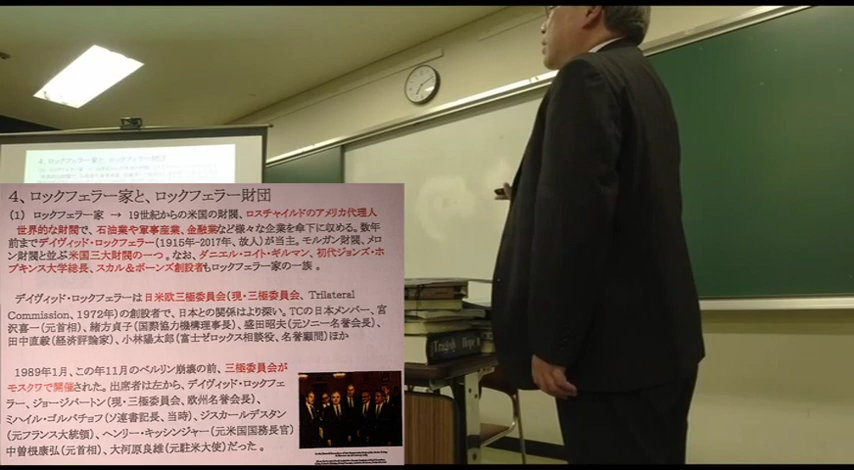 4、ロックフェラー家と、ロックフェラー財団
4、ロックフェラー家と、ロックフェラー財団
(1) ロックフェラー家 → 19世紀からの米国の財閥、ロスチャイルドのアメリカ代理人
世界的な財閥で、石油業や軍事産業、金融業など様々な企業を傘下に収める。数年
前までデイヴィッド・ロックフェラー(1915年-2017年、故人)が当主。モルガン財閥、メロ
ン財閥と並ぶ米国三大財閥の一つ。なお、ダニエル・コイト・ギルマン、初代ジョンズ・ホ
プキンス大学総長、スカル&ボーンズ創設者もロックフェラー家の一族 。
デイヴィッド・ロックフェラーは日米欧三極委員会(現・三極委員会、Trilateral
Commission、1972年)の創設者で、日本との関係はより深い。TCの日本メンバー、宮
沢喜一(元首相)、緒方貞子(国際協力機構理事長)、盛田昭夫(元ソニー名誉会長)、
田中直毅(経済評論家)、小林陽太郎(富士ゼロックス相談役、名誉顧問)ほか
1989年1月、この年11月のベルリン崩壊の前、三極委員会が
モスクワで開催された。出席者は左から、デイヴィッド・ロックフェ
ラー、ジョージバートン(現・三極委員会、欧州名誉会長)、
ミハイル・ゴルバチョフ(ソ連書記長、当時)、ジスカールデスタン
(元フランス大統領)、ヘンリー・キッシンジャー(元米国国務長官)
中曽根康弘(元首相)、大河原良雄(元駐米大使)だった。
Tragedy
Hope